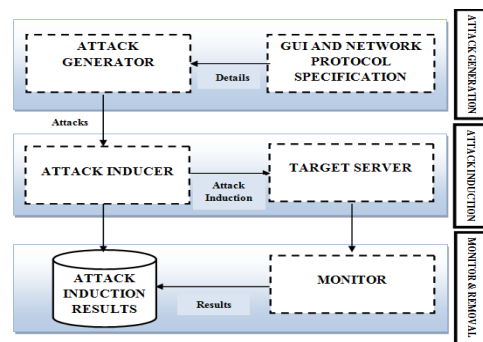 ATTACK
GENERATOR
GUI AND NETWORK
PROTOCOL
SPECIFICATION
Details
ATTACK GENERATION
Attacks
ATTACK INDUCER
Attack
Induction
TARGET SERVER
ATTACK INDUCTION
ATTACK
INDUCTION
RESULTS
Results
MONITOR
MONITOR & REMOVAL